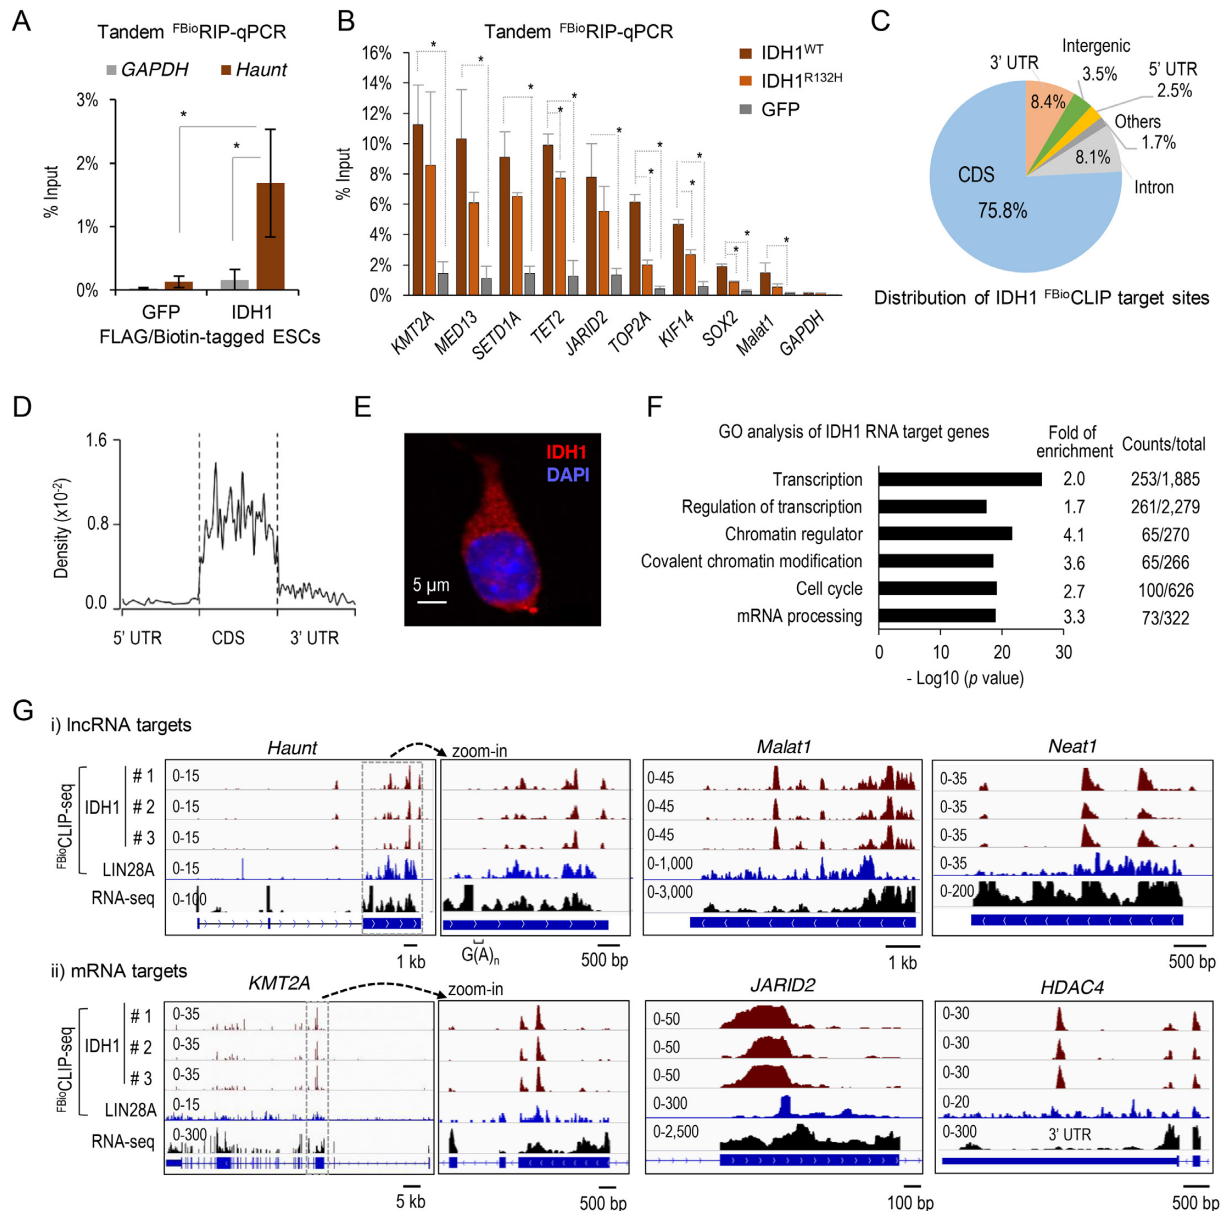 A
Tandem FBioRIP-qPCR
GAPDH Haunt
3%
2%
1%
0%
% Input
*
*
GFP IDH1
FLAG/Biotin-tagged ESCs
B
Tandem FBioRIP-qPCR
16%
14%
12%
10%
8%
6%
4%
2%
0%
% Input
IDH1WT
IDH1R132H
GFP
* * * * * * * * * * * * *
KMT2A MED13 SETD1A TET2 JARID2 TOP2A KIF14 SOX2 Malat1 GAPDH
C
3' UTR
8.4%
Intergenic
3.5%
5' UTR
2.5%
Others
1.7%
8.1%
Intron
CDS
75.8%
Distribution of IDH1 FBioCLIP target sites
D
1.6
0.8
0.0
Density (x10-2)
5' UTR CDS 3' UTR
E
IDH1
DAPI
5 µm
F
GO analysis of IDH1 RNA target genes
Fold of enrichment
Counts/total
Transcription 2.0 253/1,885
Regulation of transcription 1.7 261/2,279
Chromatin regulator 4.1 65/270
Covalent chromatin modification 3.6 65/266
Cell cycle 2.7 100/626
mRNA processing 3.3 73/322
0 10 20 30
- Log10 (p value)
G
i) lncRNA targets
Haunt zoom-in Malat1 Neat1
FBioCLIP-seq
IDH1
# 1 0-15 0-45 0-35
# 2 0-15 0-45 0-35
# 3 0-15 0-45 0-35
LIN28A 0-15 0-1,000 0-35
RNA-seq 0-100 0-3,000 0-200
G(A)n
1 kb 500 bp 1 kb 500 bp
ii) mRNA targets
KMT2A zoom-in JARID2 HDAC4
FBioCLIP-seq
IDH1
# 1 0-35 0-50 0-30
# 2 0-35 0-50 0-30
# 3 0-35 0-50 0-30
LIN28A 0-15 0-300 0-20
RNA-seq 0-300 0-2,500 0-300 3' UTR
5 kb 500 bp 100 bp 500 bp